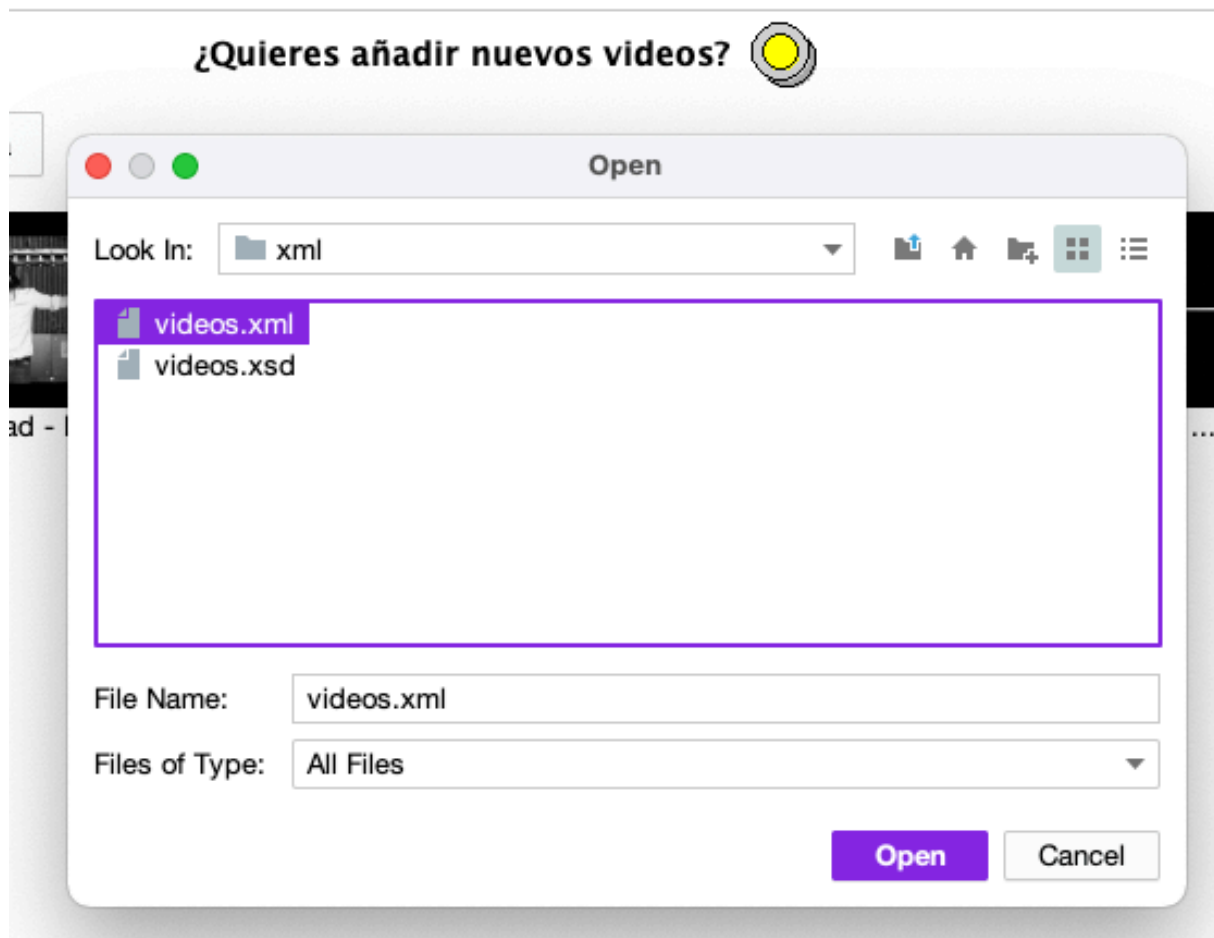 ¿Quieres añadir nuevos videos?
Open
Look In: xml
videos.xml
videos.xsd
ad -
...
File Name: videos.xml
Files of Type: All Files
Open Cancel